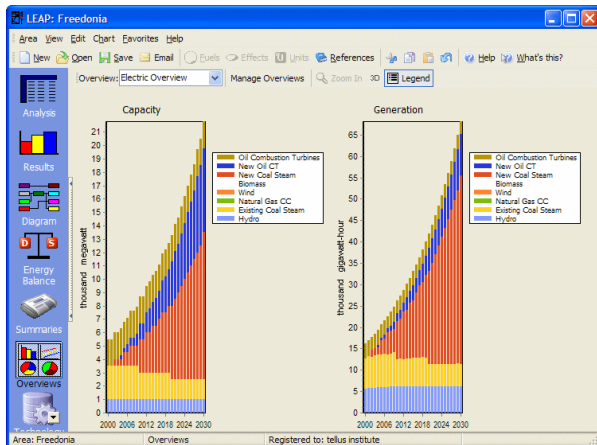 LEAP: Freedonia
Area View Edit Chart Favorites Help
New Open Save Email Fuels Effects Units References Help What's this?
Overview: Electric Overview Manage Overviews Zoom In 3D Legend
Analysis
Results
Diagram
Energy
Balance
Summaries
Overviews
Technology
Capacity
thousand megawatt
21
20
19
18
17
16
15
14
13
12
11
10
9
8
7
6
5
4
3
2
1
0
2000 2006 2012 2018 2024 2030
Oil Combustion Turbines
New Oil CT
New Coal Steam
Biomass
Wind
Natural Gas CC
Existing Coal Steam
Hydro
Generation
thousand gigawatt-hour
65
60
55
50
45
40
35
30
25
20
15
10
5
0
2000 2006 2012 2018 2024 2030
Oil Combustion Turbines
New Oil CT
New Coal Steam
Biomass
Wind
Natural Gas CC
Existing Coal Steam
Hydro
Area: Freedonia Overviews Registered to: tellus institute